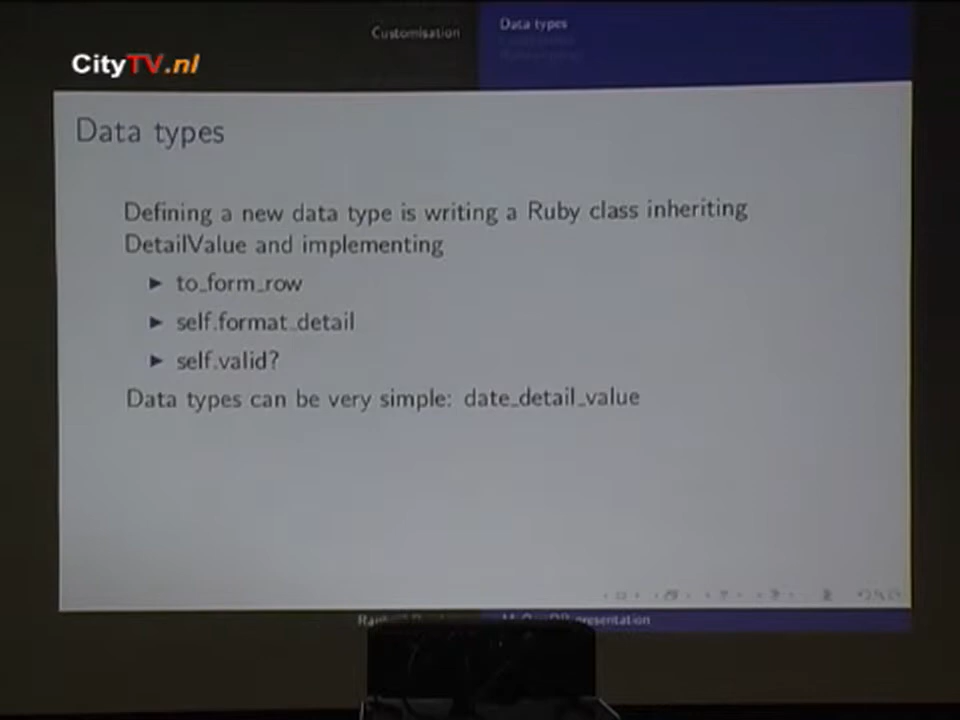 Customisation
Data types
CityTV.nl
Data types
Defining a new data type is writing a Ruby class inheriting
DetailValue and implementing
► to_form_row
► self.format_detail
► self.valid?
Data types can be very simple: date_detail_value
presentation